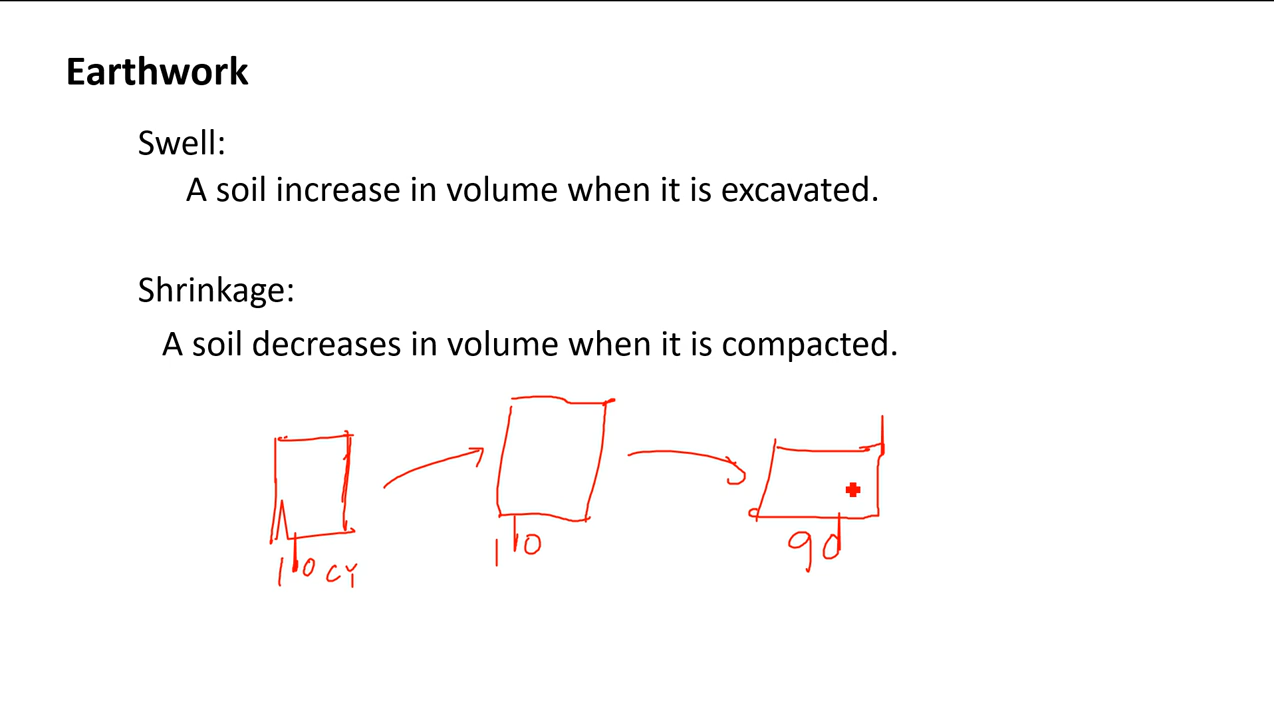 Earthwork
Swell:
A soil increase in volume when it is excavated.
Shrinkage:
A soil decreases in volume when it is compacted.
100 CY 110 90